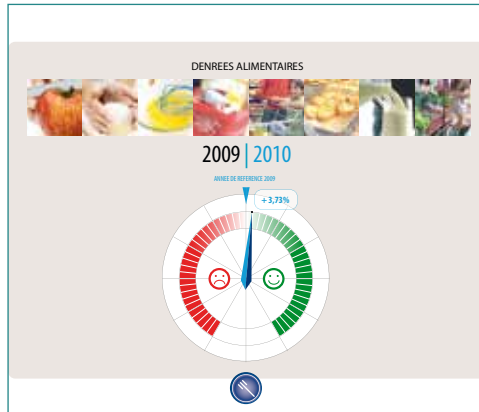 DENREES ALIMENTAIRES
2009 | 2010
ANNEE DE REFERENCE 2009
+3,73%